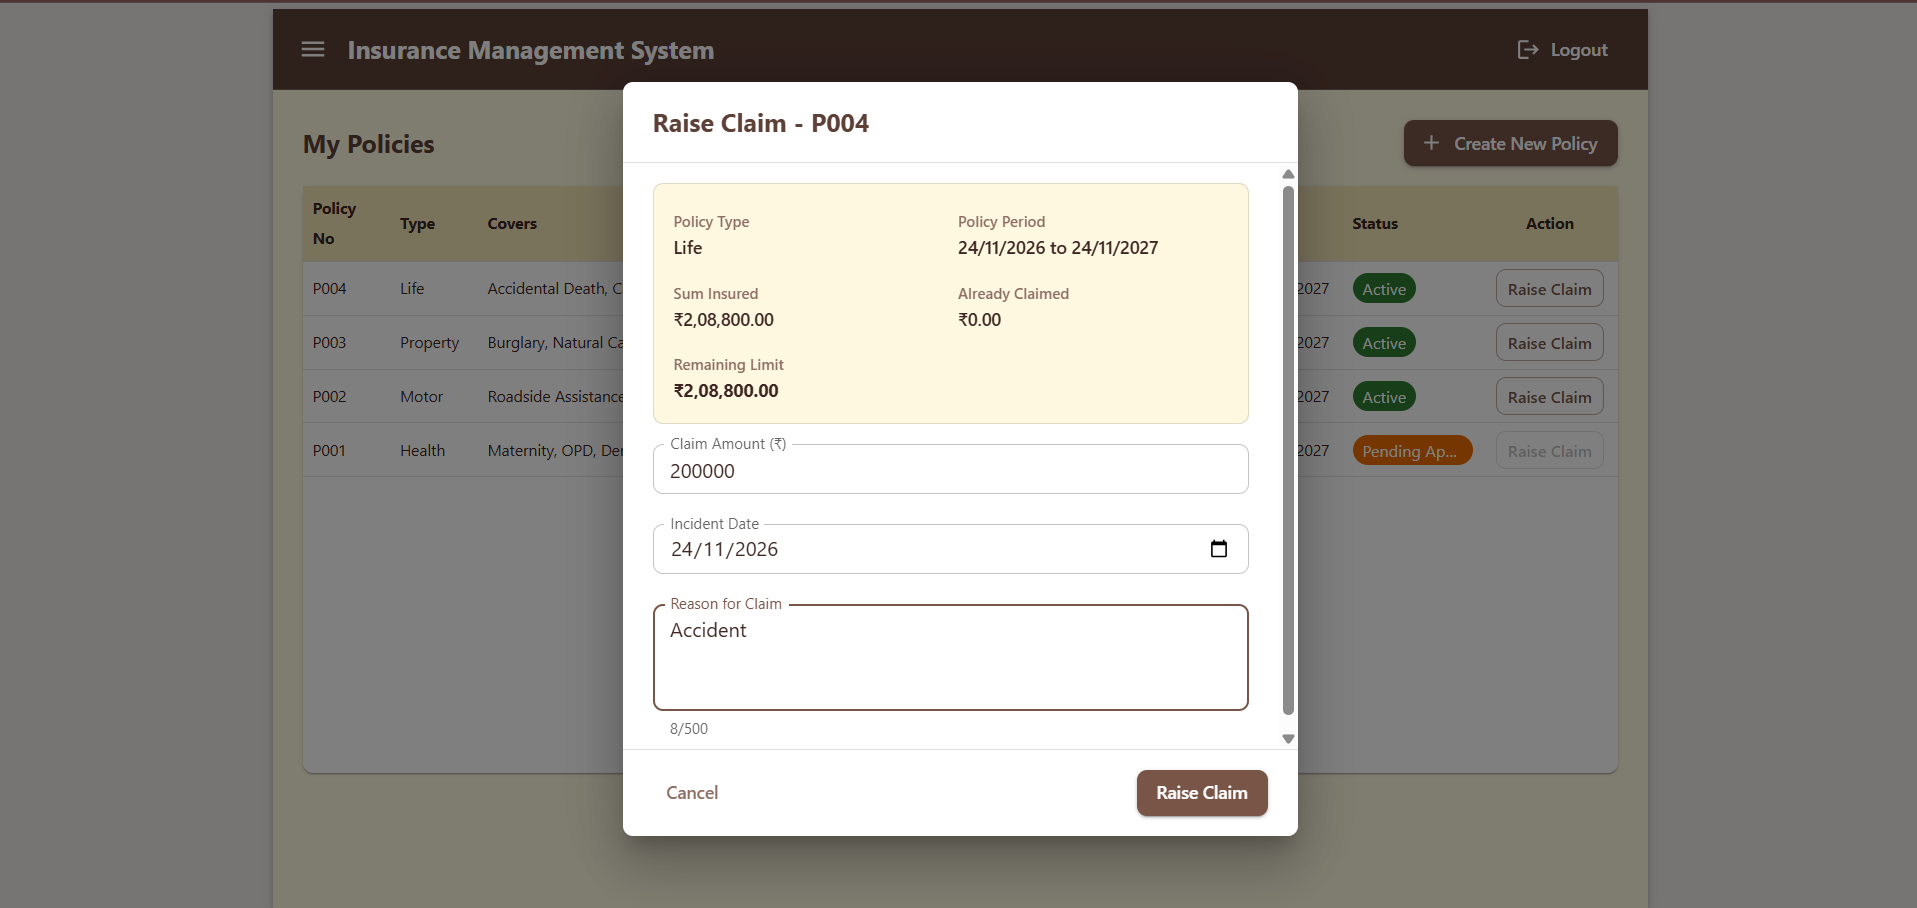 Insurance Management System
Logout
My Policies
+ Create New Policy
Policy No Type Covers Status Action
P004 Life Accidental Death, C 2027 Active Raise Claim
P003 Property Burglary, Natural Ca 2027 Active Raise Claim
P002 Motor Roadside Assistance 2027 Active Raise Claim
P001 Health Maternity, OPD, Der 2027 Pending Ap... Raise Claim
Raise Claim - P004
Policy Type
Life
Policy Period
24/11/2026 to 24/11/2027
Sum Insured
₹2,08,800.00
Already Claimed
₹0.00
Remaining Limit
₹2,08,800.00
Claim Amount (₹)
200000
Incident Date
24/11/2026
Reason for Claim
Accident
8/500
Cancel
Raise Claim